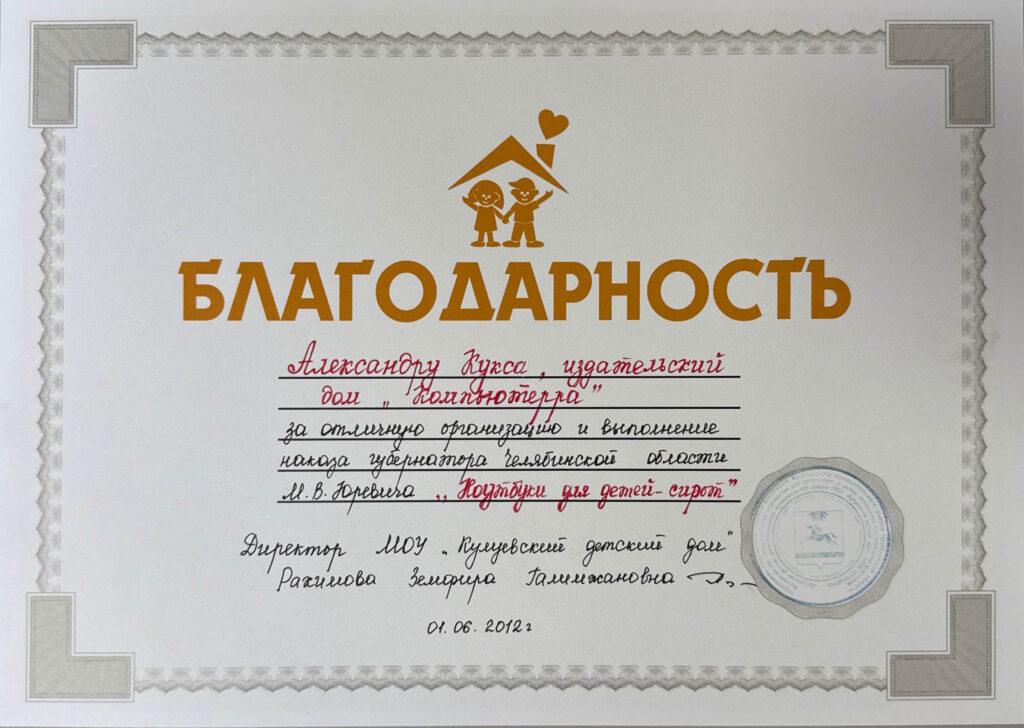 БЛАГОДАРНОСТЬ
Александру Кукса, издательский
дом „Компьютерра”
за отличную организацию и выполнение
наказа губернатора Челябинской области
М.В. Юревича „Ноутбуки для детей-сирот”
Директор МОУ „Кулуевский детский дом”
Рахимова Земфира Галимжановна
01.06.2012г